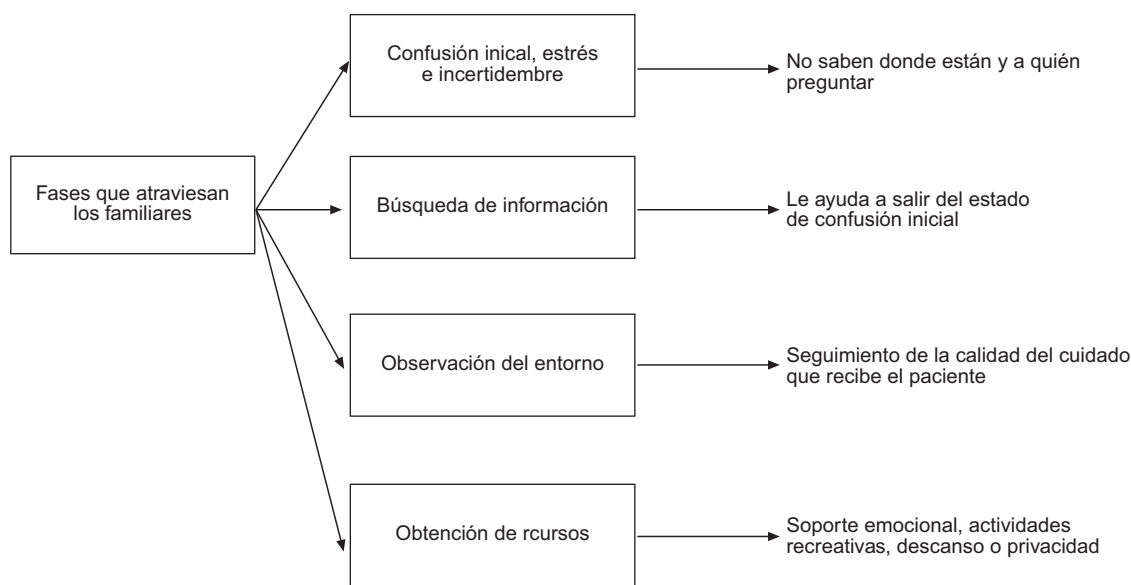 Fases que atraviesan
los familiares
Confusión inical, estrés
e incertidembre
No saben donde están y a quién
preguntar
Búsqueda de información
Le ayuda a salir del estado
de confusión inicial
Observación del entorno
Seguimiento de la calidad del cuidado
que recibe el paciente
Obtención de rcursos
Soporte emocional, actividades
recreativas, descanso o privacidad